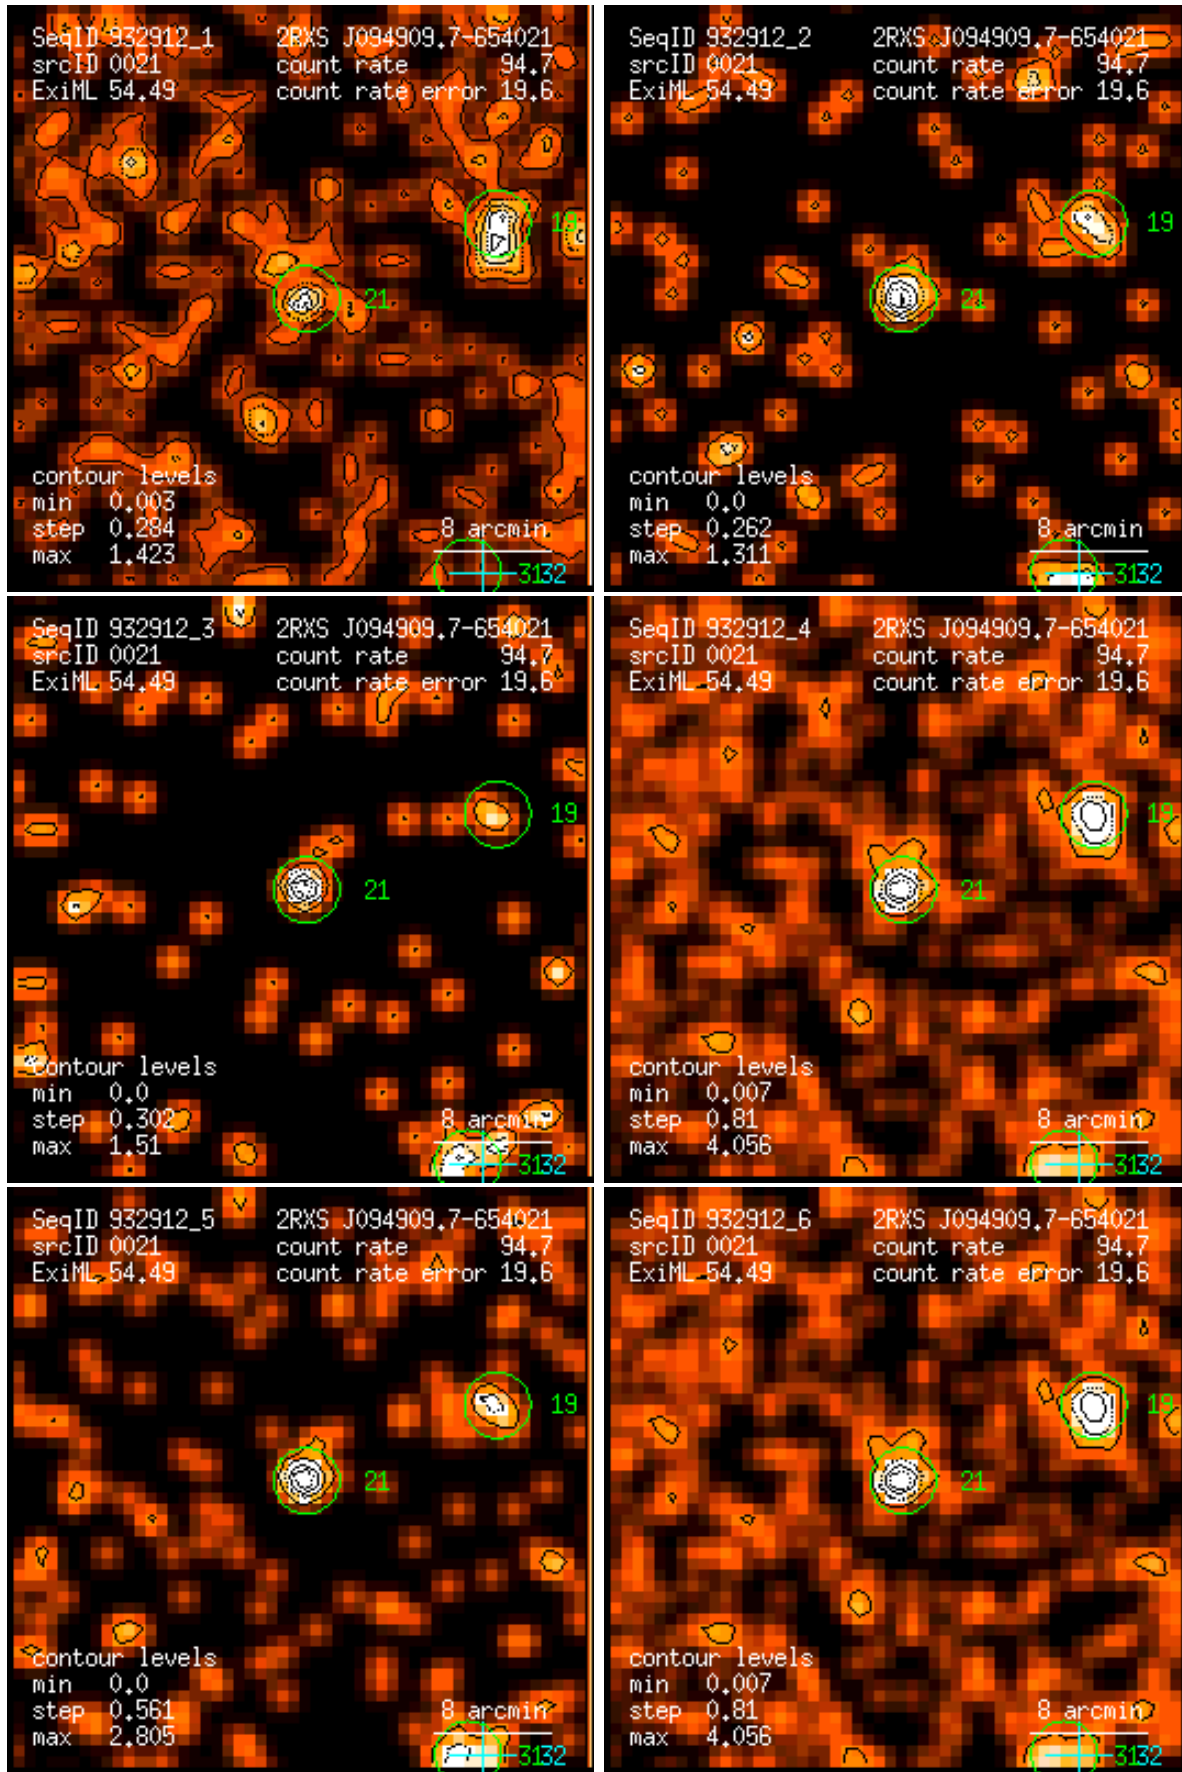 SeqID 932912_1 2RXS J094909.7-654021
srcID 0021 count rate 94.7
ExiML 54.49 count rate error 19.6
19
21
contour levels
min 0.003
step 0.284
max 1.423
8 arcmin
3132
SeqID 932912_2 2RXS J094909.7-654021
srcID 0021 count rate 94.7
ExiML 54.49 count rate error 19.6
19
21
contour levels
min 0.0
step 0.262
max 1.311
8 arcmin
3132
SeqID 932912_3 2RXS J094909.7-654021
srcID 0021 count rate 94.7
ExiML 54.49 count rate error 19.6
19
21
contour levels
min 0.0
step 0.302
max 1.51
8 arcmin
3132
SeqID 932912_4 2RXS J094909.7-654021
srcID 0021 count rate 94.7
ExiML 54.49 count rate error 19.6
19
21
contour levels
min 0.007
step 0.81
max 4.056
8 arcmin
3132
SeqID 932912_5 2RXS J094909.7-654021
srcID 0021 count rate 94.7
ExiML 54.49 count rate error 19.6
19
21
contour levels
min 0.0
step 0.561
max 2.805
8 arcmin
3132
SeqID 932912_6 2RXS J094909.7-654021
srcID 0021 count rate 94.7
ExiML 54.49 count rate error 19.6
19
21
contour levels
min 0.007
step 0.81
max 4.056
8 arcmin
3132